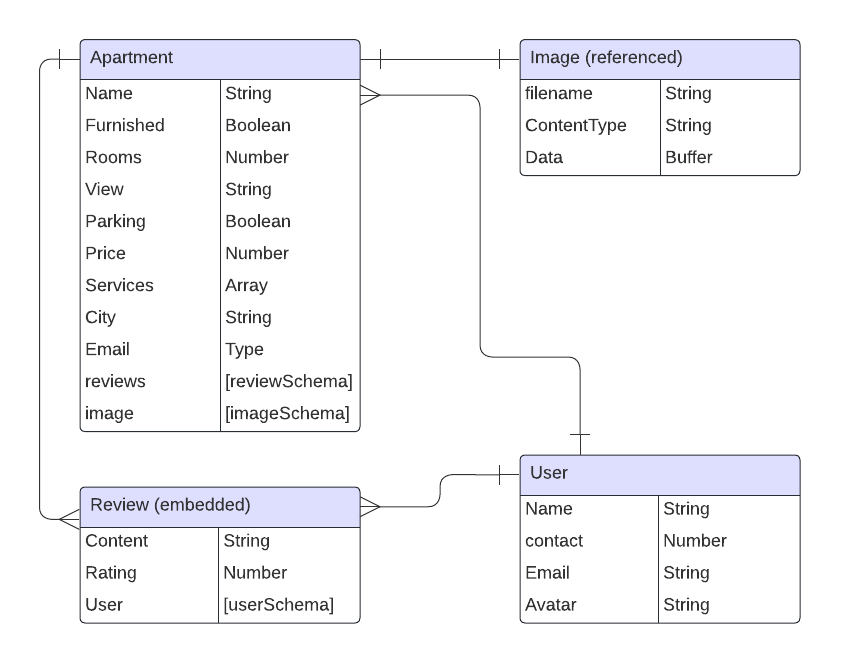 Apartment
Name String
Furnished Boolean
Rooms Number
View String
Parking Boolean
Price Number
Services Array
City String
Email Type
reviews [reviewSchema]
image [imageSchema]
Image (referenced)
filename String
ContentType String
Data Buffer
Review (embedded)
Content String
Rating Number
User [userSchema]
User
Name String
contact Number
Email String
Avatar String